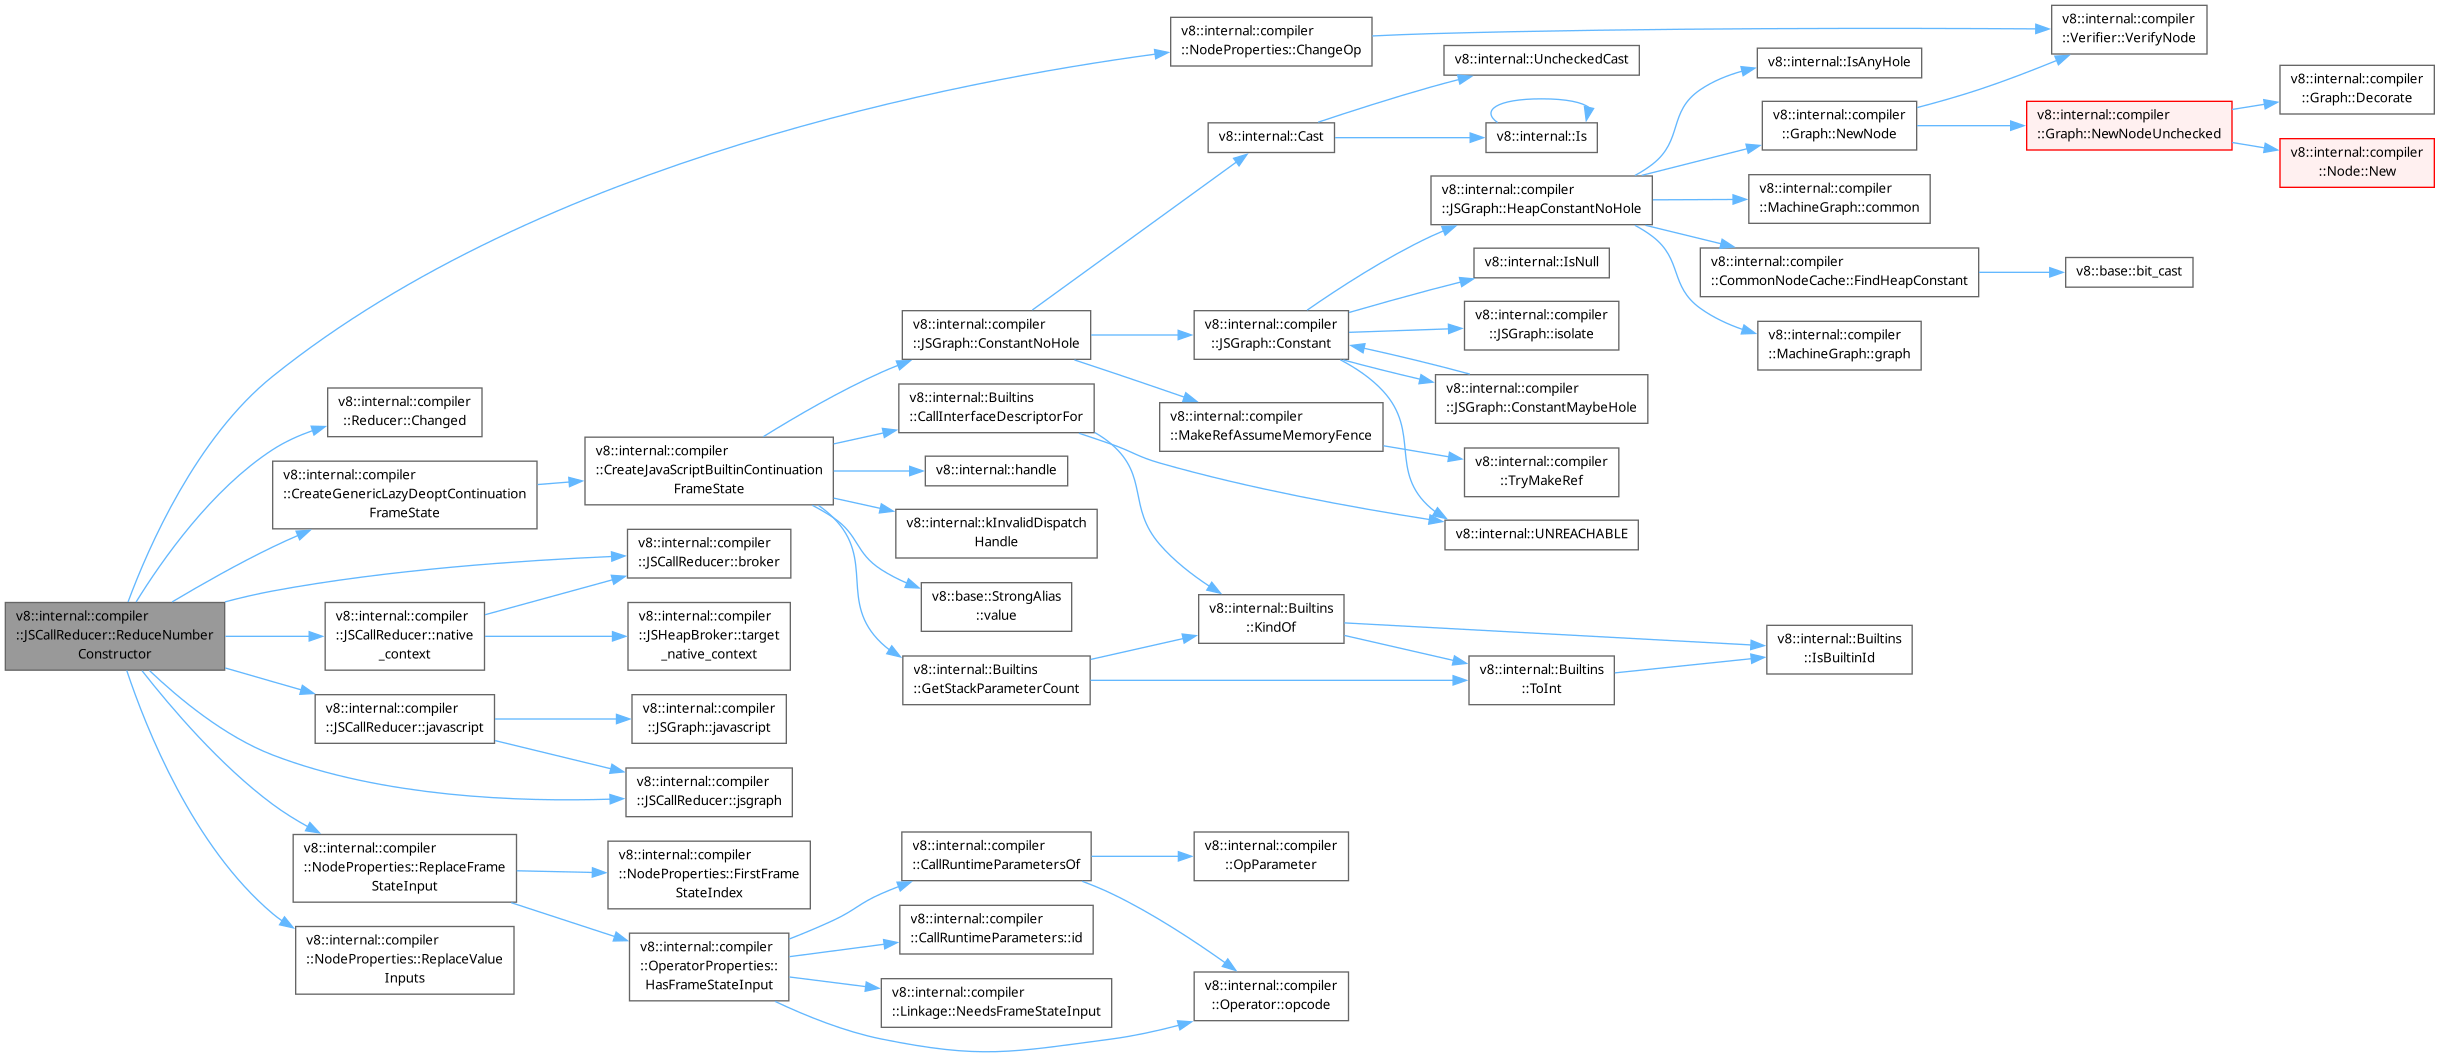 v8::internal::compiler
::JSCallReducer::ReduceNumber
Constructor
v8::internal::compiler
::NodeProperties::ChangeOp
v8::internal::compiler
::Verifier::VerifyNode
v8::internal::compiler
::Reducer::Changed
v8::internal::compiler
::CreateGenericLazyDeoptContinuation
FrameState
v8::internal::compiler
::CreateJavaScriptBuiltinContinuation
FrameState
v8::internal::compiler
::JSGraph::ConstantNoHole
v8::internal::Cast
v8::internal::UncheckedCast
v8::internal::Is
v8::internal::compiler
::JSGraph::Constant
v8::internal::compiler
::JSGraph::HeapConstantNoHole
v8::internal::IsAnyHole
v8::internal::compiler
::Graph::NewNode
v8::internal::compiler
::Graph::NewNodeUnchecked
v8::internal::compiler
::Graph::Decorate
v8::internal::compiler
::Node::New
v8::internal::compiler
::MachineGraph::common
v8::internal::compiler
::CommonNodeCache::FindHeapConstant
v8::base::bit_cast
v8::internal::compiler
::MachineGraph::graph
v8::internal::IsNull
v8::internal::compiler
::JSGraph::isolate
v8::internal::compiler
::JSGraph::ConstantMaybeHole
v8::internal::UNREACHABLE
v8::internal::compiler
::MakeRefAssumeMemoryFence
v8::internal::compiler
::TryMakeRef
v8::internal::Builtins
::CallInterfaceDescriptorFor
v8::internal::handle
v8::internal::kInvalidDispatch
Handle
v8::base::StrongAlias
::value
v8::internal::Builtins
::GetStackParameterCount
v8::internal::Builtins
::KindOf
v8::internal::Builtins
::ToInt
v8::internal::Builtins
::IsBuiltinId
v8::internal::compiler
::JSCallReducer::broker
v8::internal::compiler
::JSCallReducer::native
_context
v8::internal::compiler
::JSHeapBroker::target
_native_context
v8::internal::compiler
::JSCallReducer::javascript
v8::internal::compiler
::JSGraph::javascript
v8::internal::compiler
::JSCallReducer::jsgraph
v8::internal::compiler
::NodeProperties::ReplaceFrame
StateInput
v8::internal::compiler
::NodeProperties::FirstFrame
StateIndex
v8::internal::compiler
::OperatorProperties::
HasFrameStateInput
v8::internal::compiler
::CallRuntimeParametersOf
v8::internal::compiler
::OpParameter
v8::internal::compiler
::CallRuntimeParameters::id
v8::internal::compiler
::Linkage::NeedsFrameStateInput
v8::internal::compiler
::Operator::opcode
v8::internal::compiler
::NodeProperties::ReplaceValue
Inputs